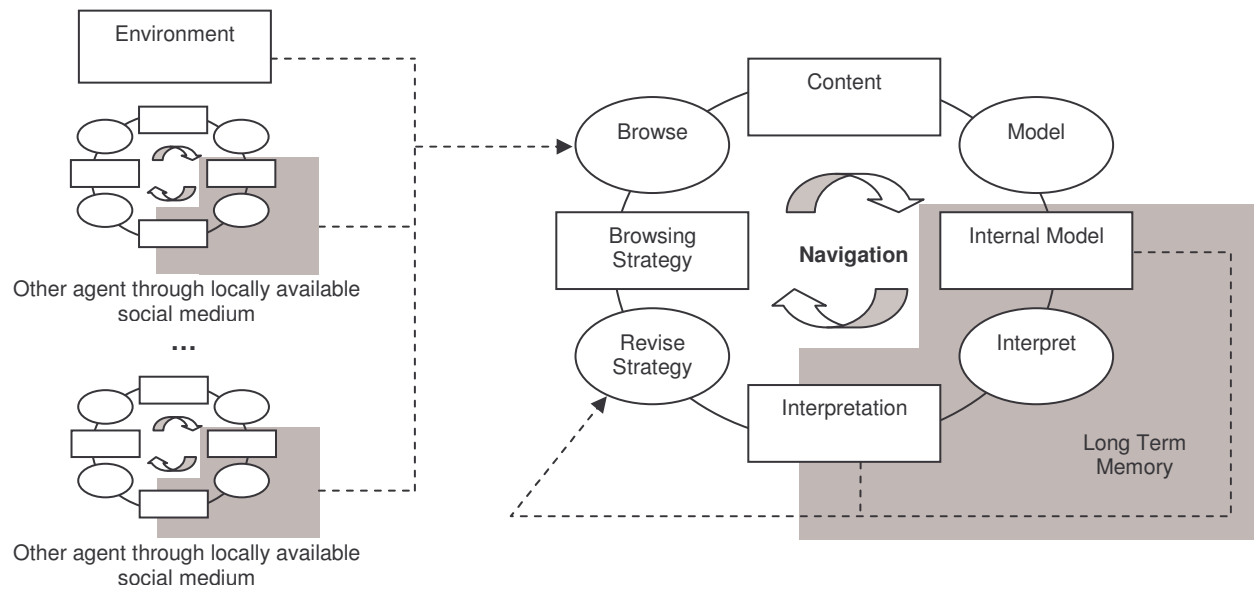 Environment
Other agent through locally available
social medium
...
Other agent through locally available
social medium
Content
Browse
Model
Browsing
Strategy
Navigation
Internal Model
Revise
Strategy
Interpret
Interpretation
Long Term
Memory